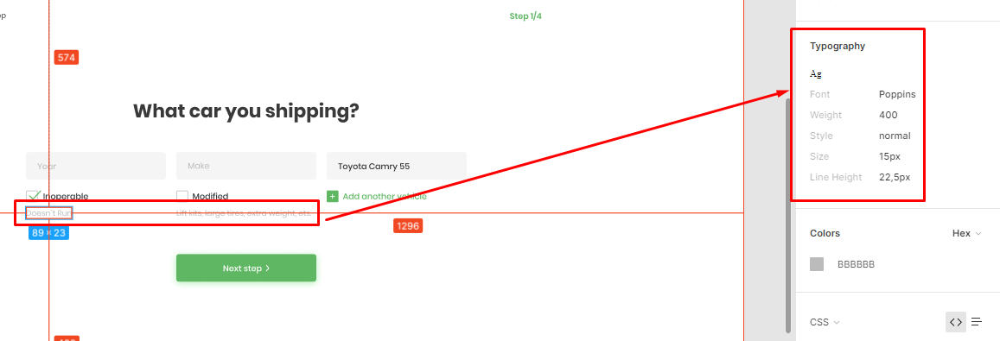 Step 1/4
574
Typography
Ag
Font Poppins
Weight 400
Style normal
Size 15px
Line Height 22,5px
What car you shipping?
Year Make Toyota Camry 55
Inoperable Modified + Add another vehicle
Doesn't Run Lift kits, large tires, extra weight, ets.
89 × 23
1296
Colors Hex
BBBBBB
Next step >
CSS <>